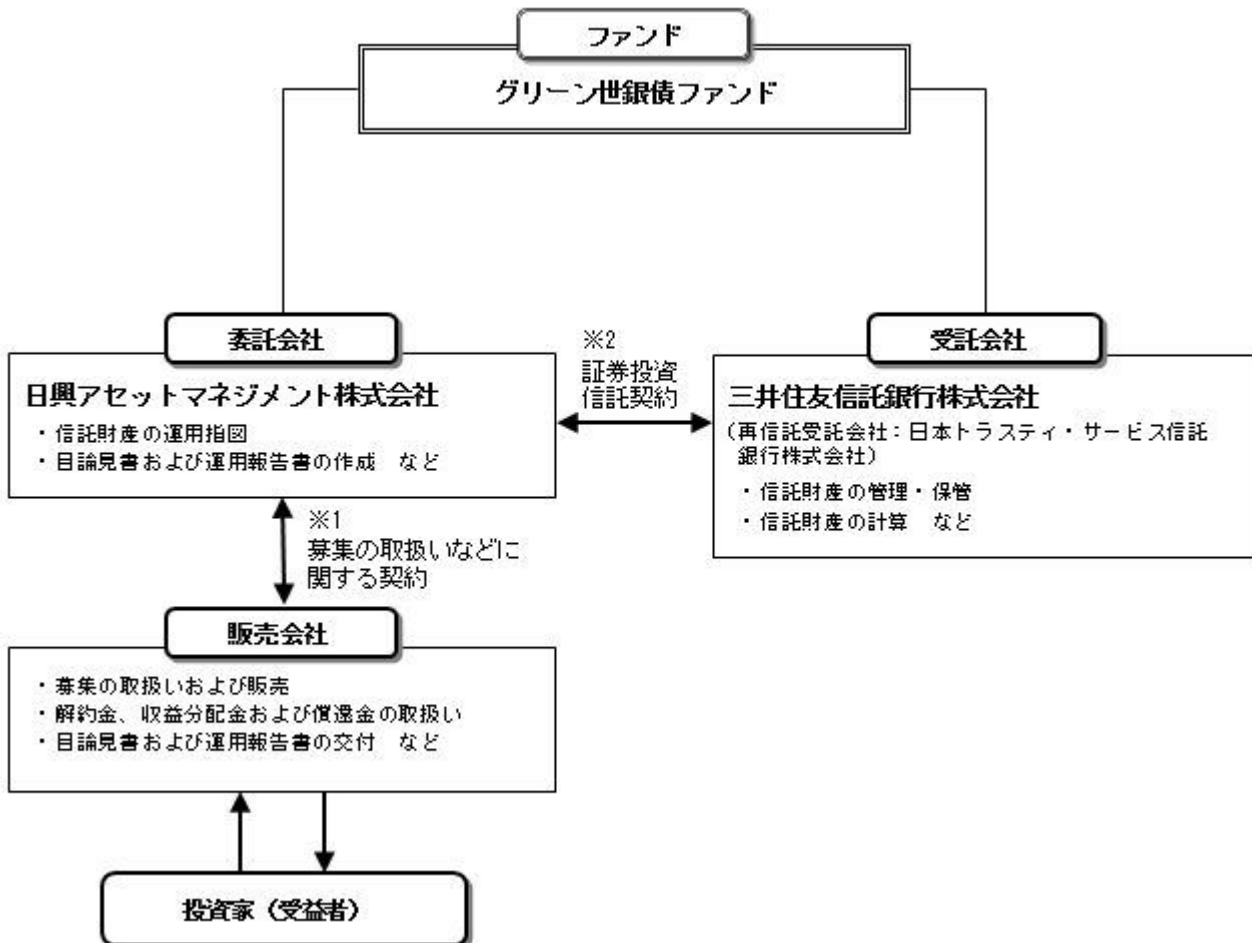 ファンド
グリーン世銀債ファンド
委託会社
日興アセットマネジメント株式会社
・信託財産の運用指図
・目論見書および運用報告書の作成　など
※2
証券投資
信託契約
受託会社
三井住友信託銀行株式会社
（再信託受託会社：日本トラスティ・サービス信託
銀行株式会社）
・信託財産の管理・保管
・信託財産の計算　など
※1
募集の取扱いなどに
関する契約
販売会社
・募集の取扱いおよび販売
・解約金、収益分配金および償還金の取扱い
・目論見書および運用報告書の交付　など
投資家（受益者）